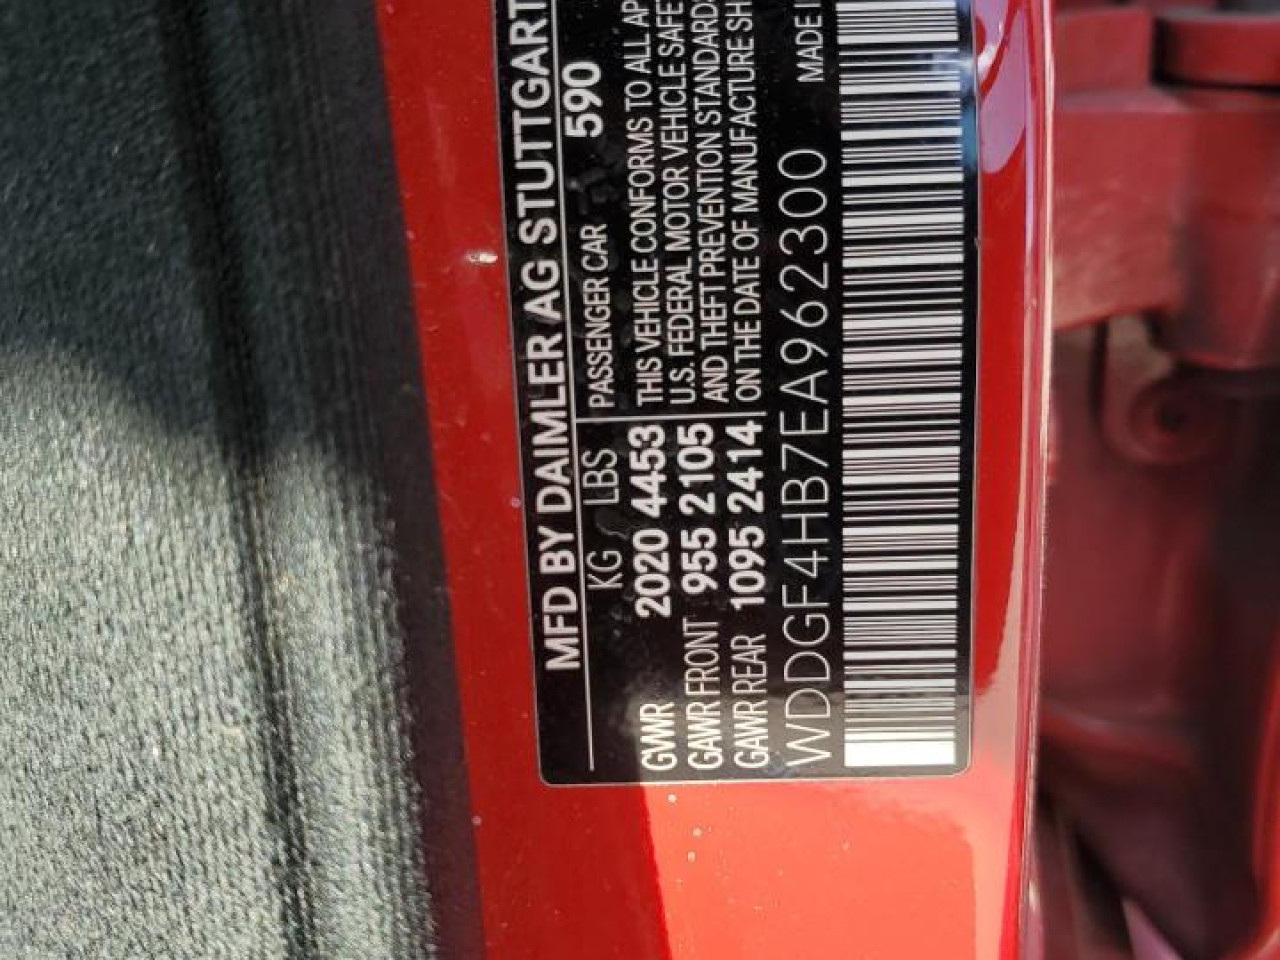 MFD BY DAIMLER AG STUTTGART
KG LBS PASSENGER CAR 590
GVWR 2020 4453 THIS VEHICLE CONFORMS TO ALL AP
GAWR FRONT 955 2105 U.S. FEDERAL MOTOR VEHICLE SAFE
AND THEFT PREVENTION STANDARDS
GAWR REAR 1095 2414 ON THE DATE OF MANUFACTURE SH
WDDGF4HB7EA962300 MADE I